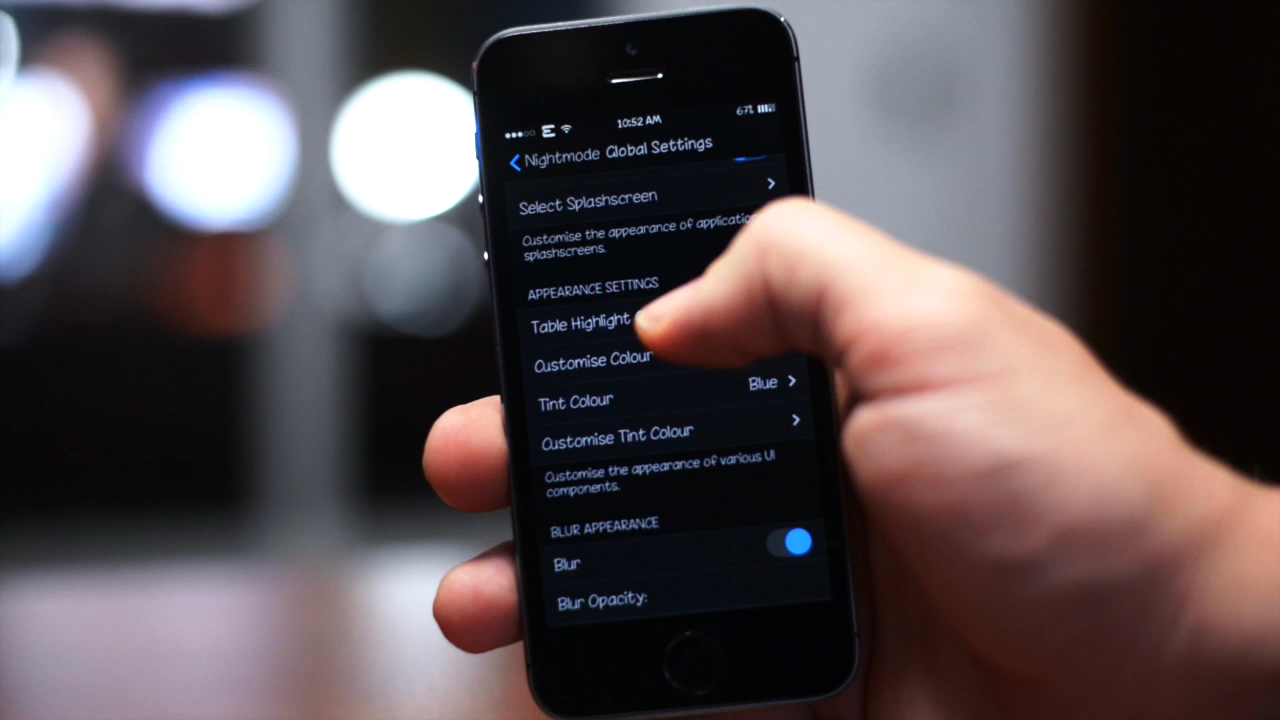 10:52 AM 67%
Nightmode Global Settings
Select Splashscreen
Customise the appearance of
splashscreens.
APPEARANCE SETTINGS
Table Highlight
Customise Colour
Tint Colour Blue
Customise Tint Colour
Customise the appearance of various UI
components.
BLUR APPEARANCE
Blur
Blur Opacity: